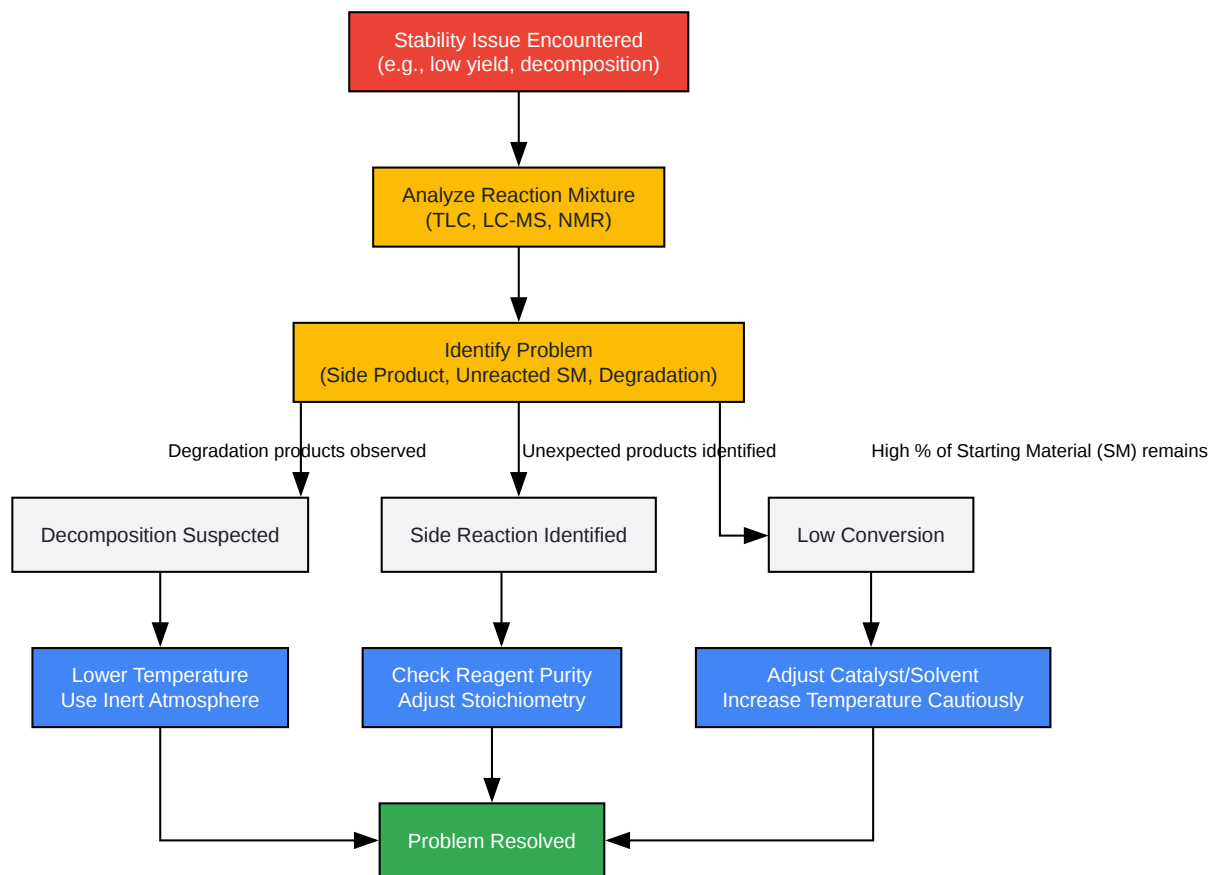 Stability Issue Encountered
(e.g., low yield, decomposition)
Analyze Reaction Mixture
(TLC, LC-MS, NMR)
Identify Problem
(Side Product, Unreacted SM, Degradation)
Degradation products observed
Unexpected products identified
High % of Starting Material (SM) remains
Decomposition Suspected
Side Reaction Identified
Low Conversion
Lower Temperature
Use Inert Atmosphere
Check Reagent Purity
Adjust Stoichiometry
Adjust Catalyst/Solvent
Increase Temperature Cautiously
Problem Resolved